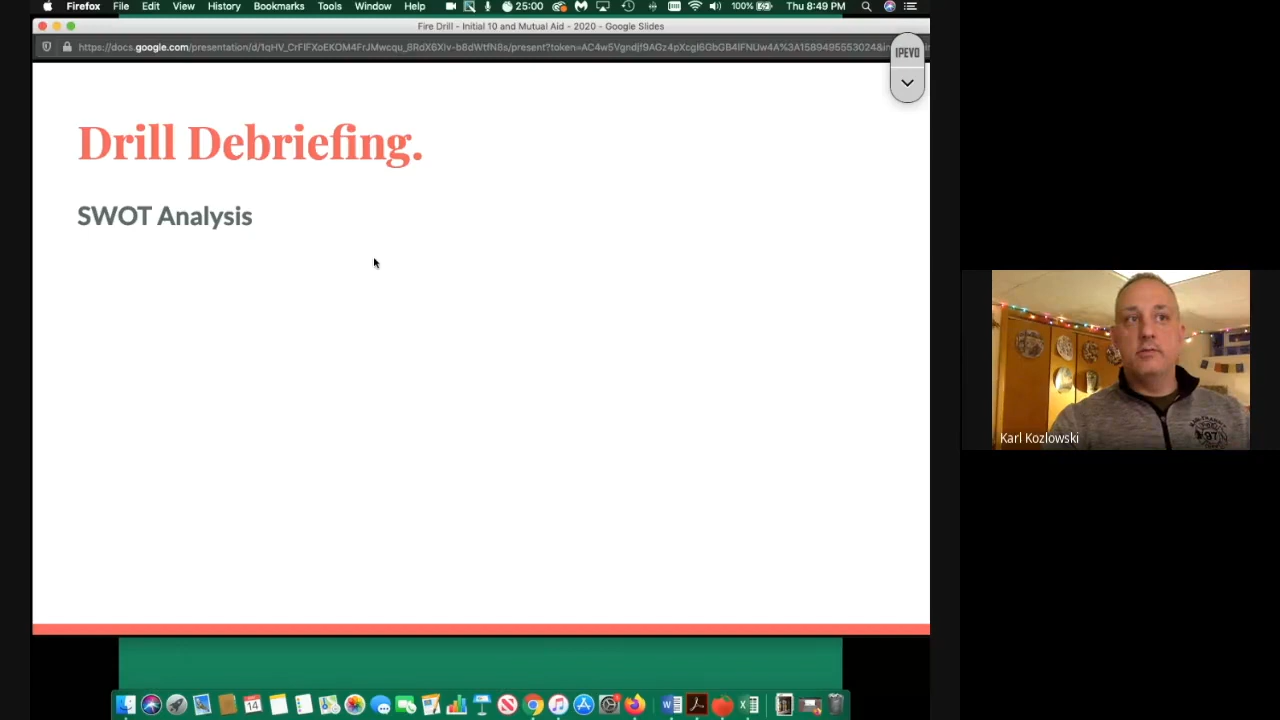 Firefox File Edit View History Bookmarks Tools Window Help 25:00 100% Thu 8:49 PM
Fire Drill - Initial 10 and Mutual Aid - 2020 - Google Slides
IPEVO
Drill Debriefing.
SWOT Analysis
Karl Kozlowski
14